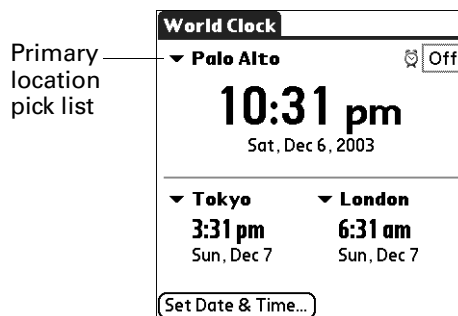 World Clock
Primary
location
pick list
Palo Alto
Off
10:31 pm
Sat, Dec 6, 2003
Tokyo
London
3:31 pm
6:31 am
Sun, Dec 7
Sun, Dec 7
Set Date & Time...